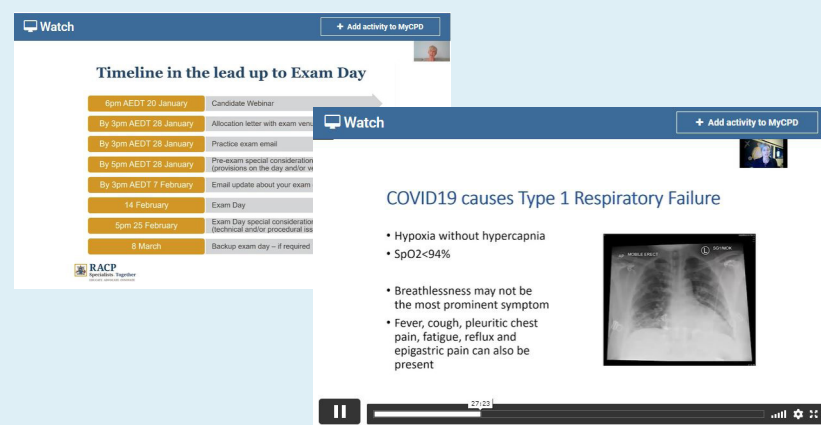 Watch
+ Add activity to MyCPD
Timeline in the lead up to Exam Day
6pm AEDT 20 January Candidate Webinar
By 3pm AEDT 28 January Allocation letter with exam venu
By 3pm AEDT 28 January Practice exam email
By 5pm AEDT 28 January Pre-exam special consideration
(provisions on the day and/or ve
By 3pm AEDT 7 February Email update about your exam
14 February Exam Day
5pm 25 February Exam Day special consideration
(technical and/or procedural iss
8 March Backup exam day – if required
RACP
Specialists. Together
Watch
+ Add activity to MyCPD
COVID19 causes Type 1 Respiratory Failure
• Hypoxia without hypercapnia
• SpO2<94%
• Breathlessness may not be
the most prominent symptom
• Fever, cough, pleuritic chest
pain, fatigue, reflux and
epigastric pain can also be
present
MOBILE ERECT
L
27:23